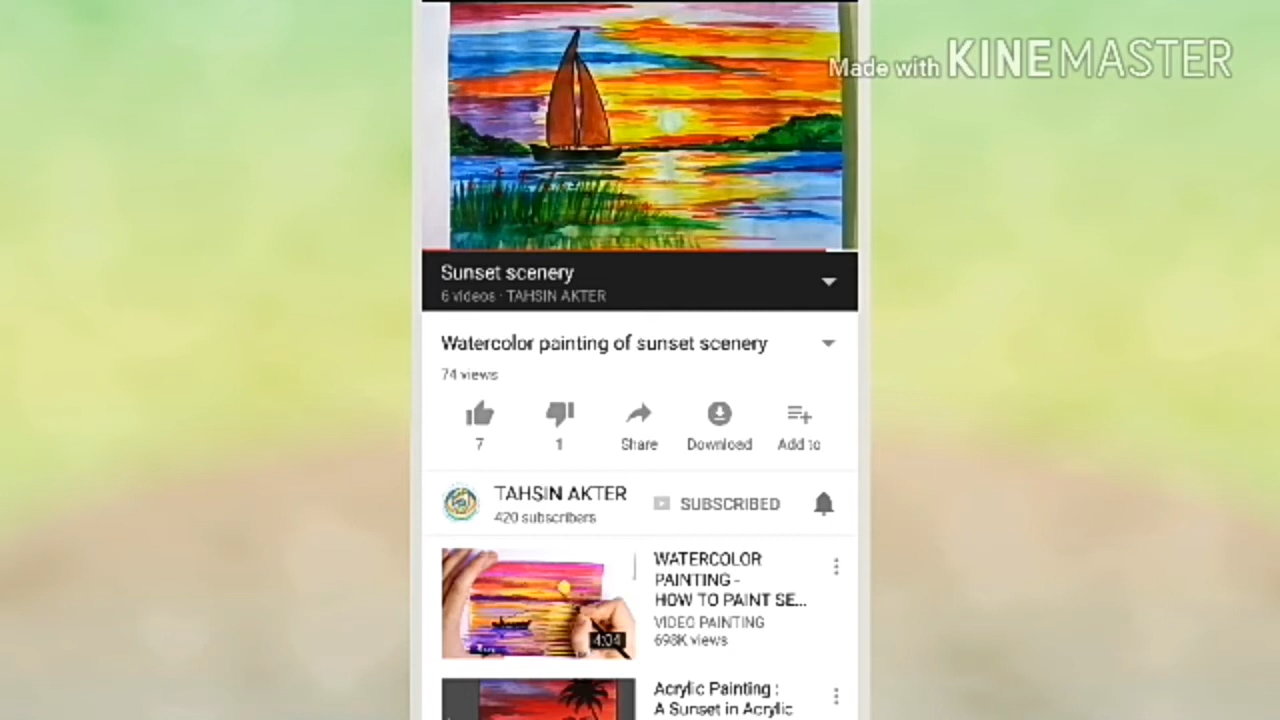 Made with KINEMASTER
Sunset scenery
6 videos · TAHSIN AKTER
Watercolor painting of sunset scenery
74 views
7
1
Share
Download
Add to
TAHSIN AKTER
SUBSCRIBED
420 subscribers
WATERCOLOR
PAINTING -
HOW TO PAINT SE...
VIDEO PAINTING
698K views
4:04
Acrylic Painting :
A Sunset in Acrylic